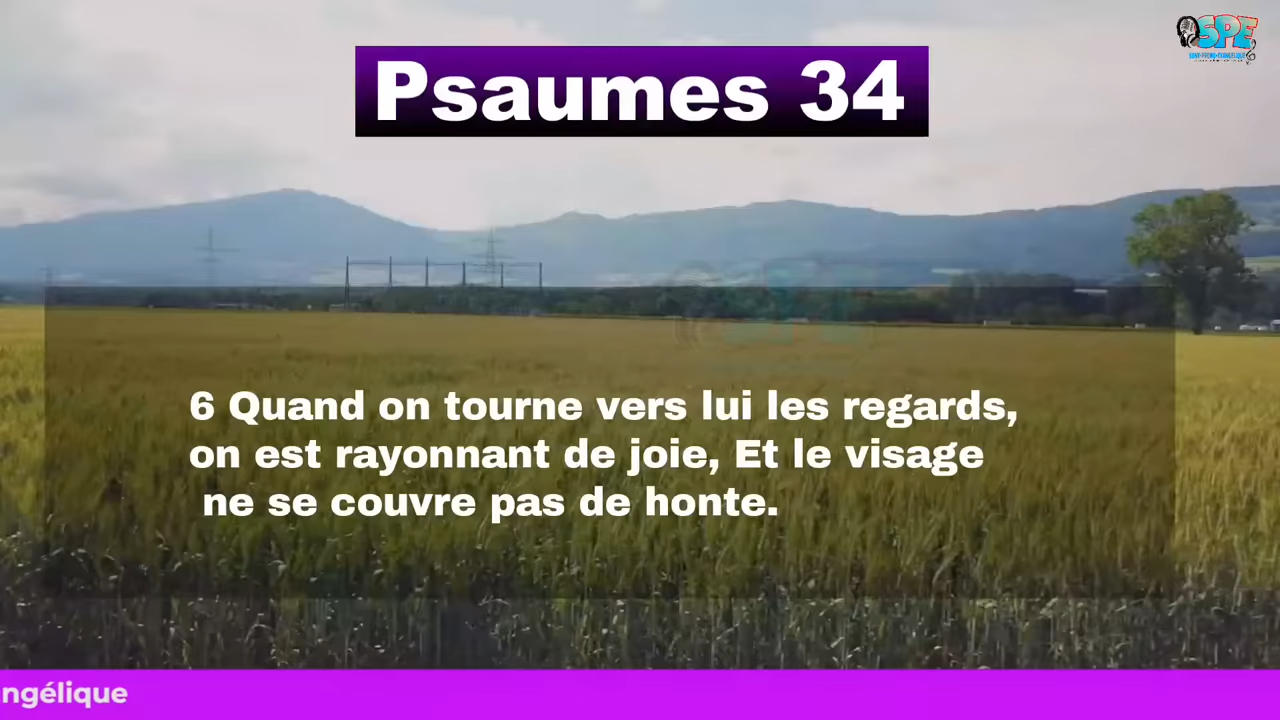 SPE
Psaumes 34
6 Quand on tourne vers lui les regards,
on est rayonnant de joie, Et le visage
ne se couvre pas de honte.
ngélique